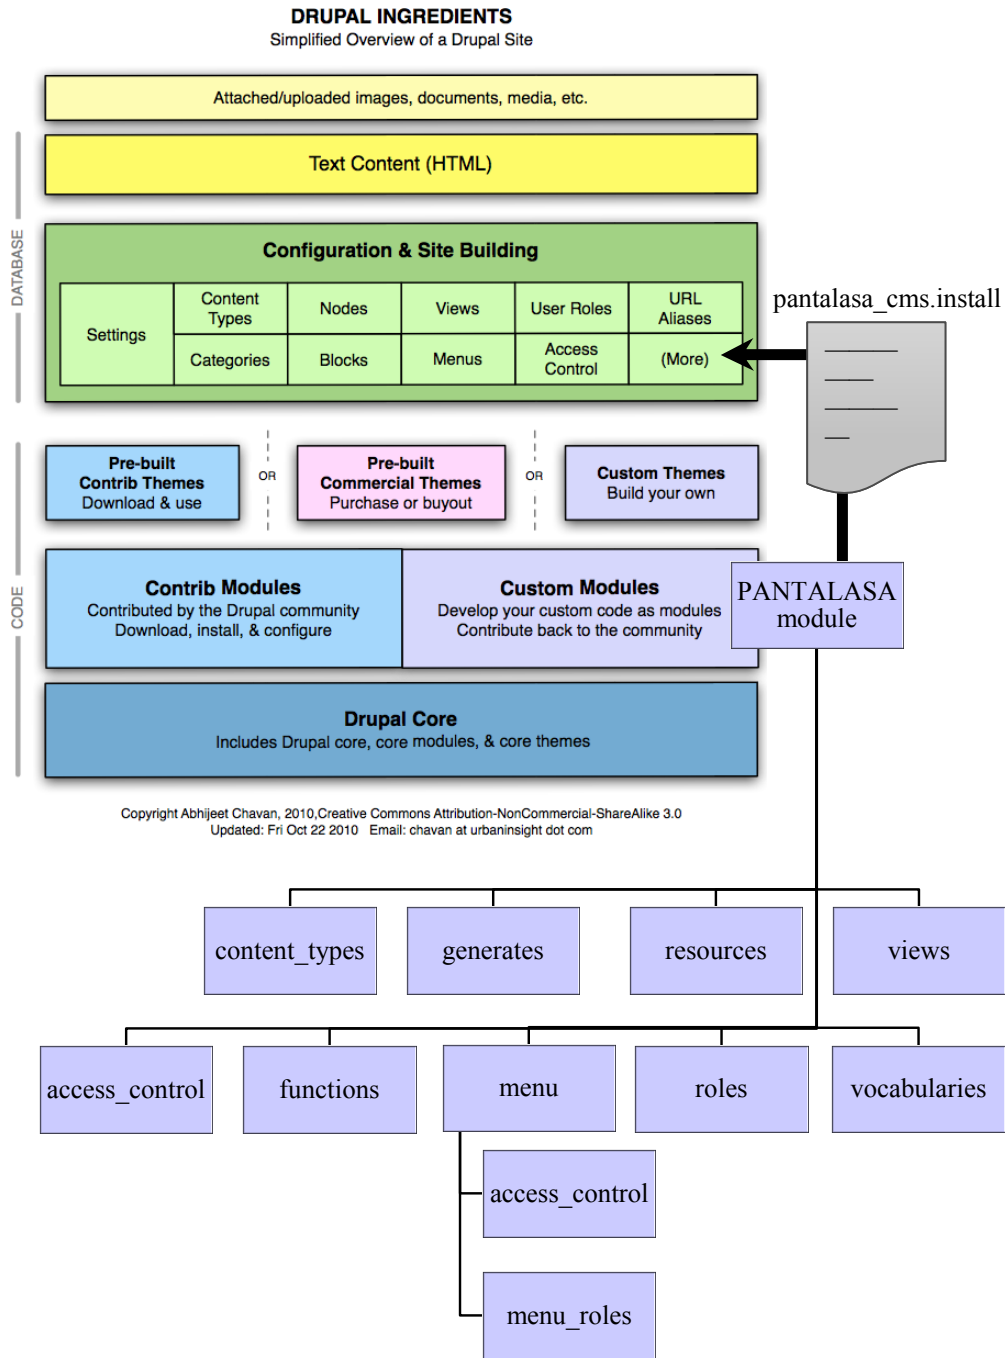 DRUPAL INGREDIENTS
Simplified Overview of a Drupal Site
Attached/uploaded images, documents, media, etc.
Text Content (HTML)
DATABASE
Configuration & Site Building
Settings
Content
Types
Nodes
Views
User Roles
URL
Aliases
Categories
Blocks
Menus
Access
Control
(More)
pantalasa_cms.install
CODE
Pre-built
Contrib Themes
Download & use
OR
Pre-built
Commercial Themes
Purchase or buyout
OR
Custom Themes
Build your own
Contrib Modules
Contributed by the Drupal community
Download, install, & configure
Custom Modules
Develop your custom code as modules
Contribute back to the community
PANTALASA
module
Drupal Core
Includes Drupal core, core modules, & core themes
Copyright Abhijeet Chavan, 2010,Creative Commons Attribution-NonCommercial-ShareAlike 3.0
Updated: Fri Oct 22 2010 Email: chavan at urbaninsight dot com
content_types
generates
resources
views
access_control
functions
menu
roles
vocabularies
access_control
menu_roles